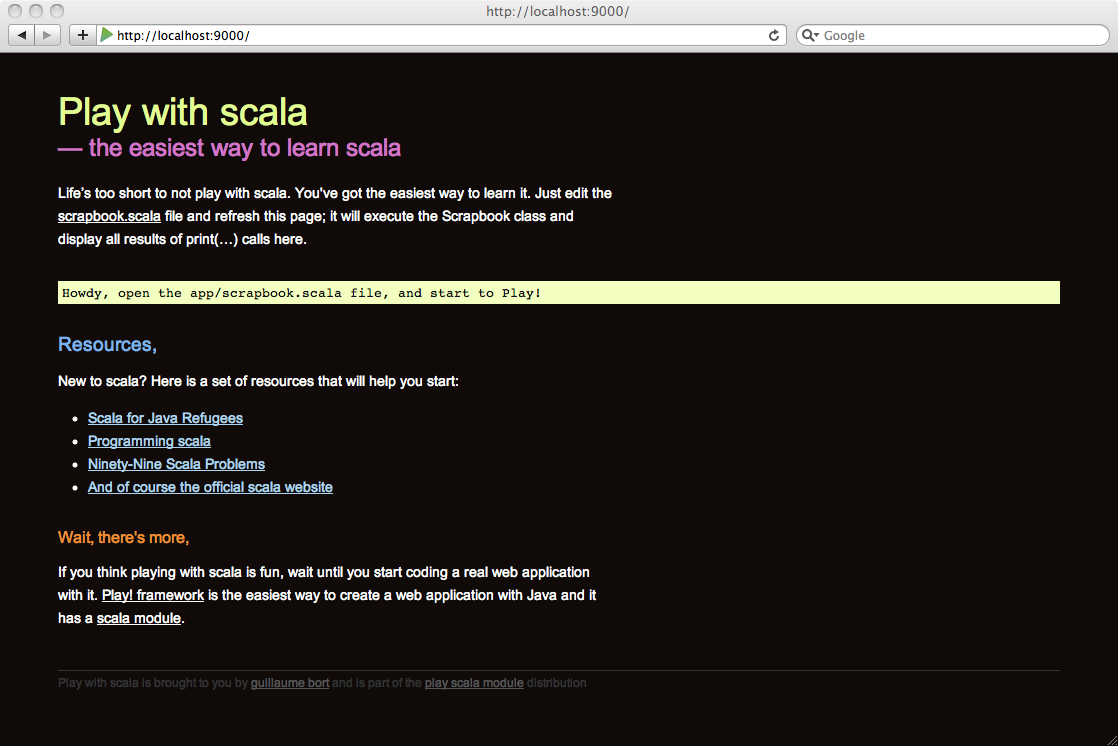 http://localhost:9000/
http://localhost:9000/
Google
Play with scala
— the easiest way to learn scala
Life's too short to not play with scala. You've got the easiest way to learn it. Just edit the
scrapbook.scala file and refresh this page; it will execute the Scrapbook class and
display all results of print(…) calls here.
Howdy, open the app/scrapbook.scala file, and start to Play!
Resources,
New to scala? Here is a set of resources that will help you start:
Scala for Java Refugees
Programming scala
Ninety-Nine Scala Problems
And of course the official scala website
Wait, there's more,
If you think playing with scala is fun, wait until you start coding a real web application
with it. Play! framework is the easiest way to create a web application with Java and it
has a scala module.
Play with scala is brought to you by guillaume bort and is part of the play scala module distribution